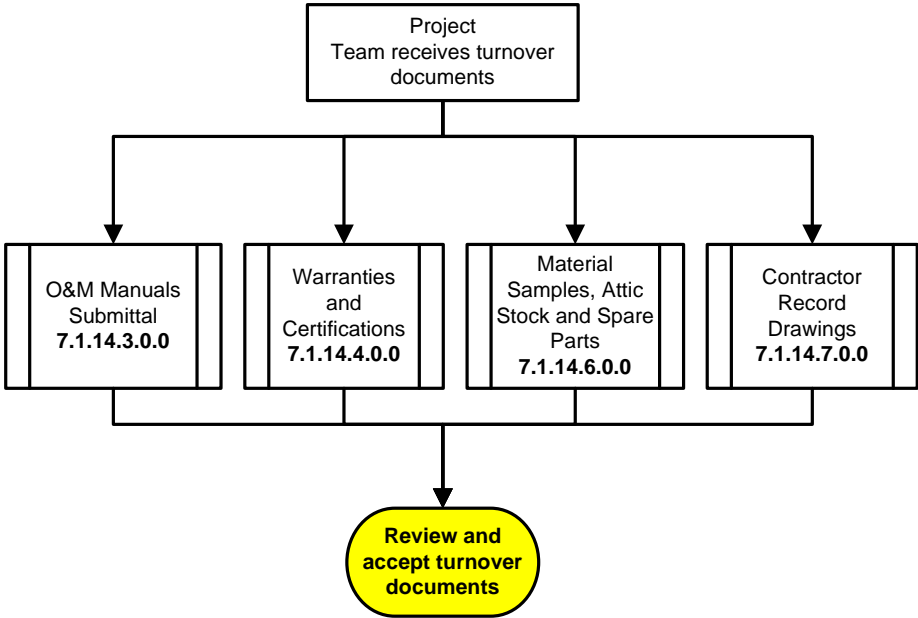 Project
Team receives turnover
documents
O&M Manuals
Submittal
7.1.14.3.0.0
Warranties
and
Certifications
7.1.14.4.0.0
Material
Samples, Attic
Stock and Spare
Parts
7.1.14.6.0.0
Contractor
Record
Drawings
7.1.14.7.0.0
Review and
accept turnover
documents